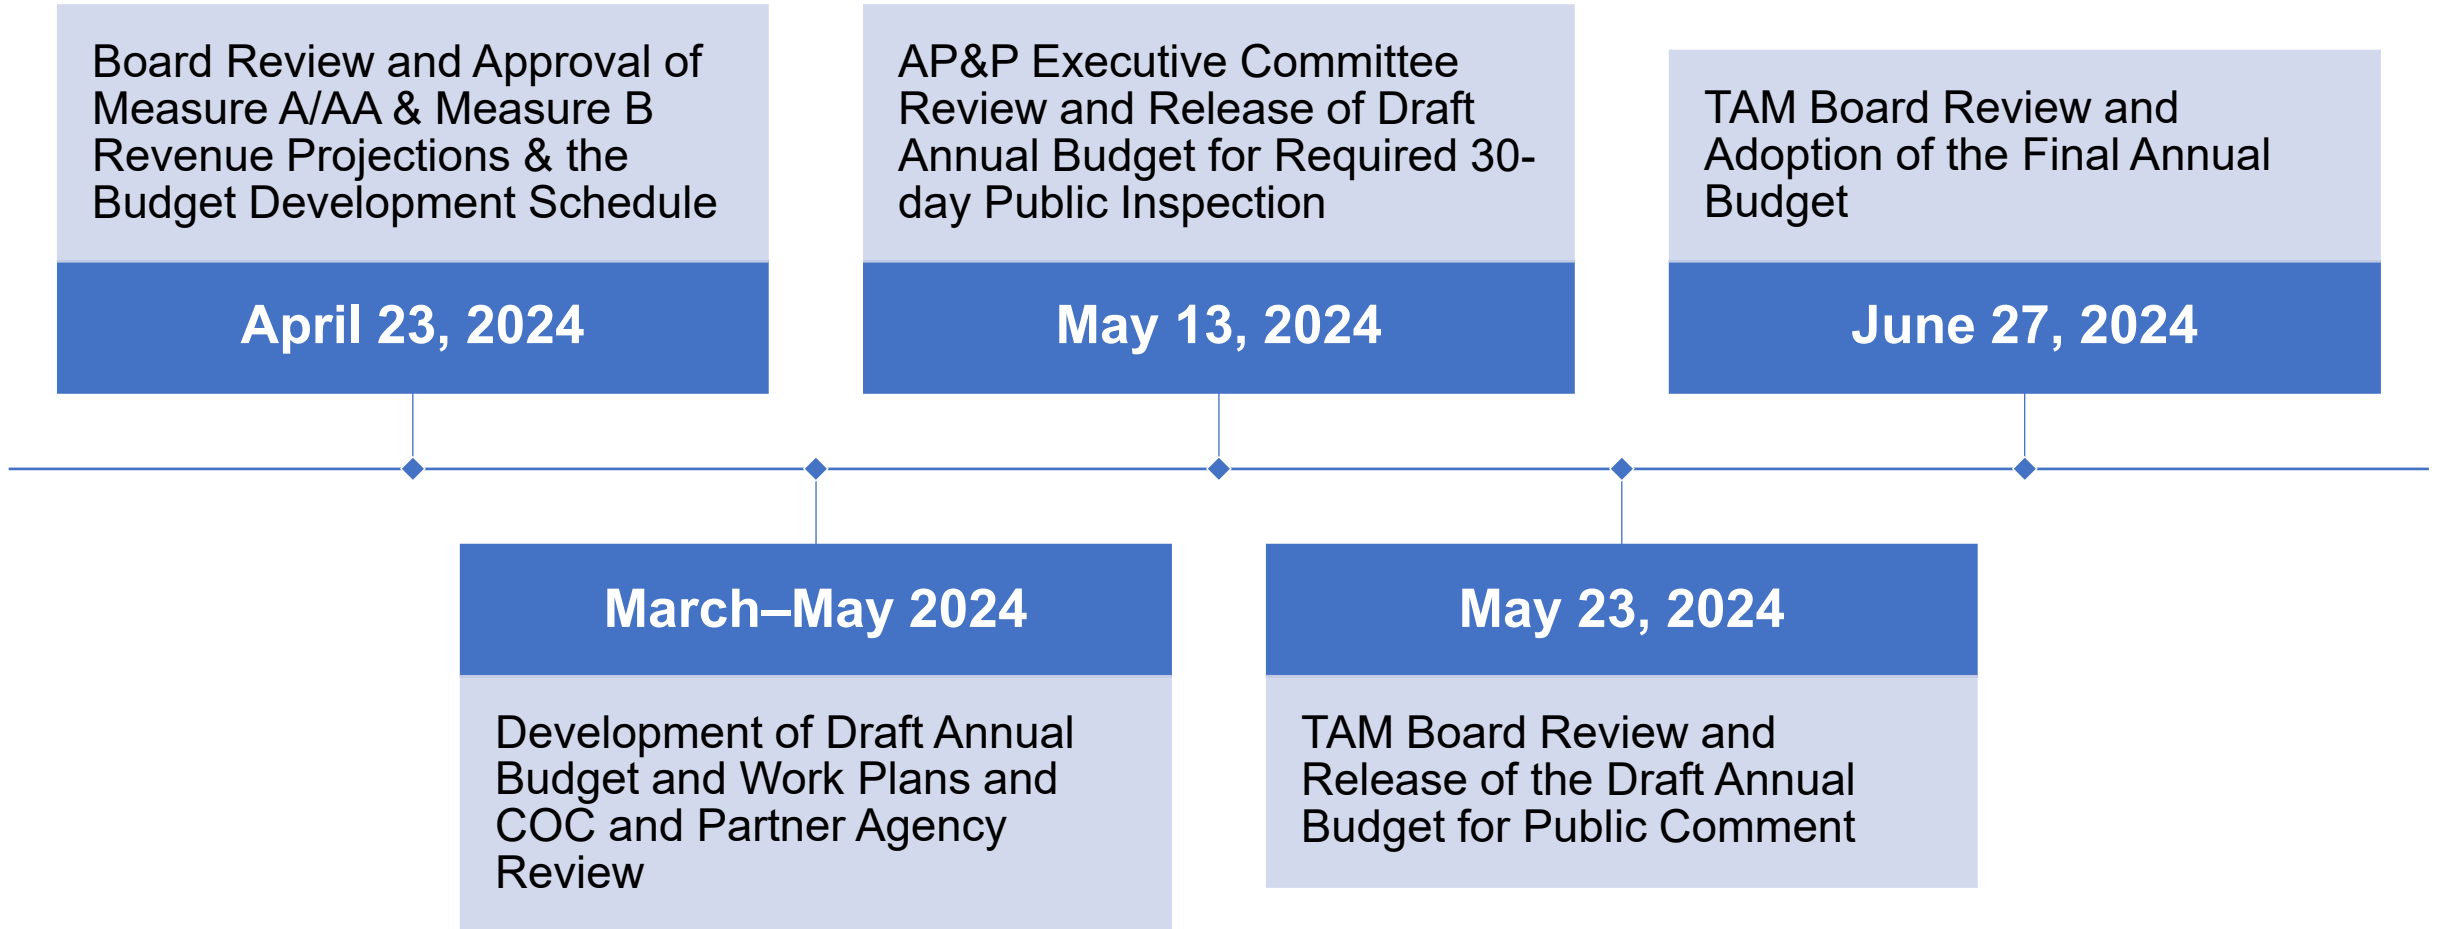 Board Review and Approval of
Measure A/AA & Measure B
Revenue Projections & the
Budget Development Schedule
April 23, 2024
AP&P Executive Committee
Review and Release of Draft
Annual Budget for Required 30-
day Public Inspection
May 13, 2024
TAM Board Review and
Adoption of the Final Annual
Budget
June 27, 2024
March–May 2024
Development of Draft Annual
Budget and Work Plans and
COC and Partner Agency
Review
May 23, 2024
TAM Board Review and
Release of the Draft Annual
Budget for Public Comment